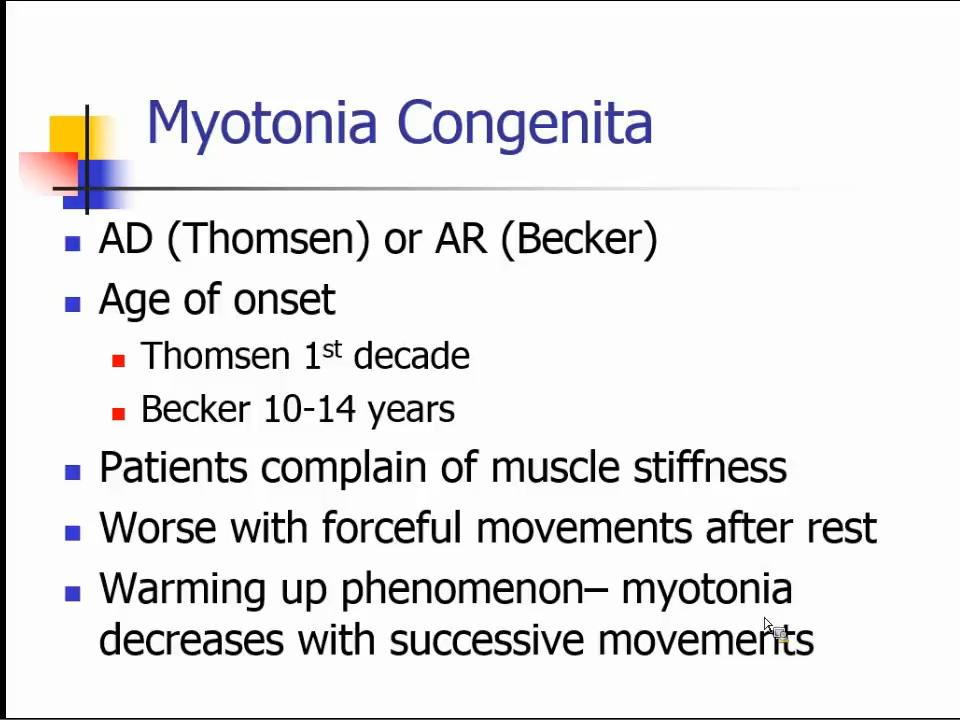 Myotonia Congenita
AD (Thomsen) or AR (Becker)
Age of onset
Thomsen 1st decade
Becker 10-14 years
Patients complain of muscle stiffness
Worse with forceful movements after rest
Warming up phenomenon– myotonia
decreases with successive movements